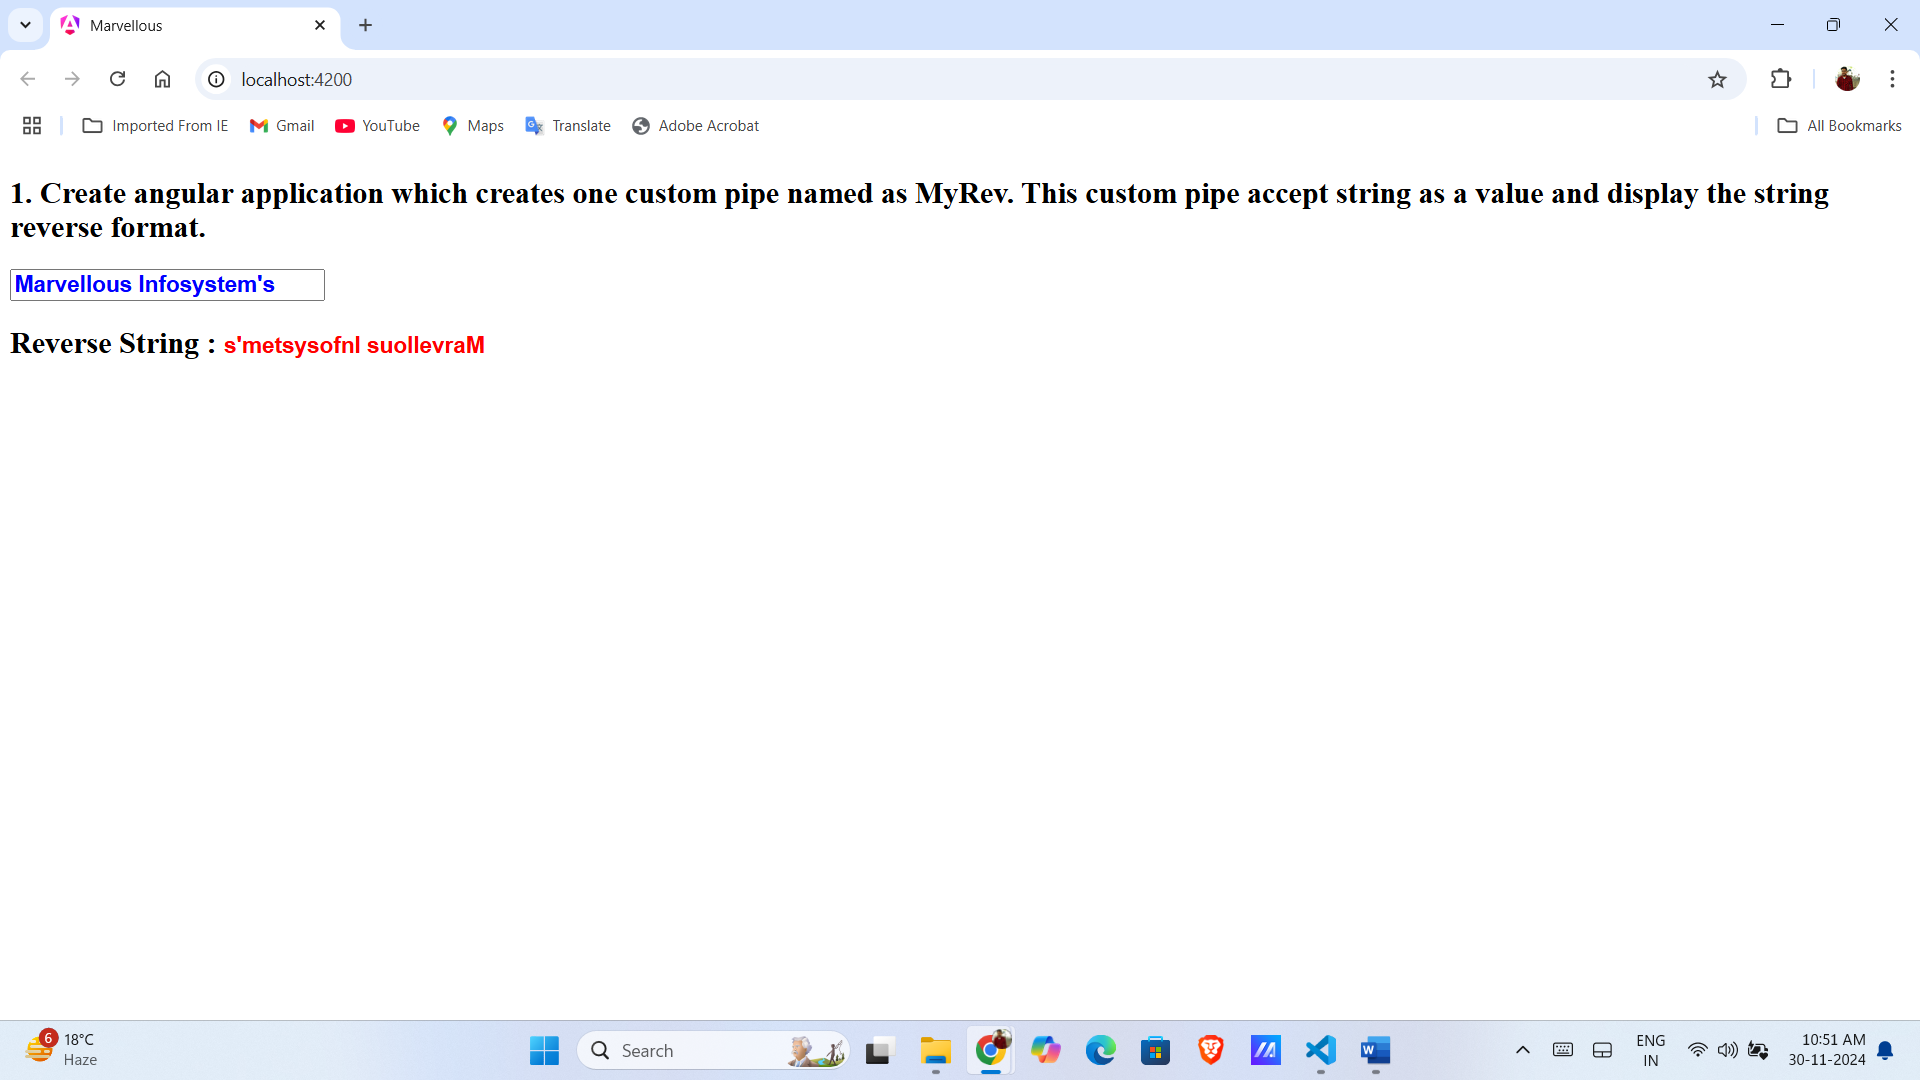 Marvellous
localhost:4200
Imported From IE
Gmail
YouTube
Maps
Translate
Adobe Acrobat
All Bookmarks
1. Create angular application which creates one custom pipe named as MyRev. This custom pipe accept string as a value and display the string
reverse format.
Marvellous Infosystem's
Reverse String : s'metsysofnI suollevraM
6
18°C
Haze
Search
ENG
IN
10:51 AM
30-11-2024